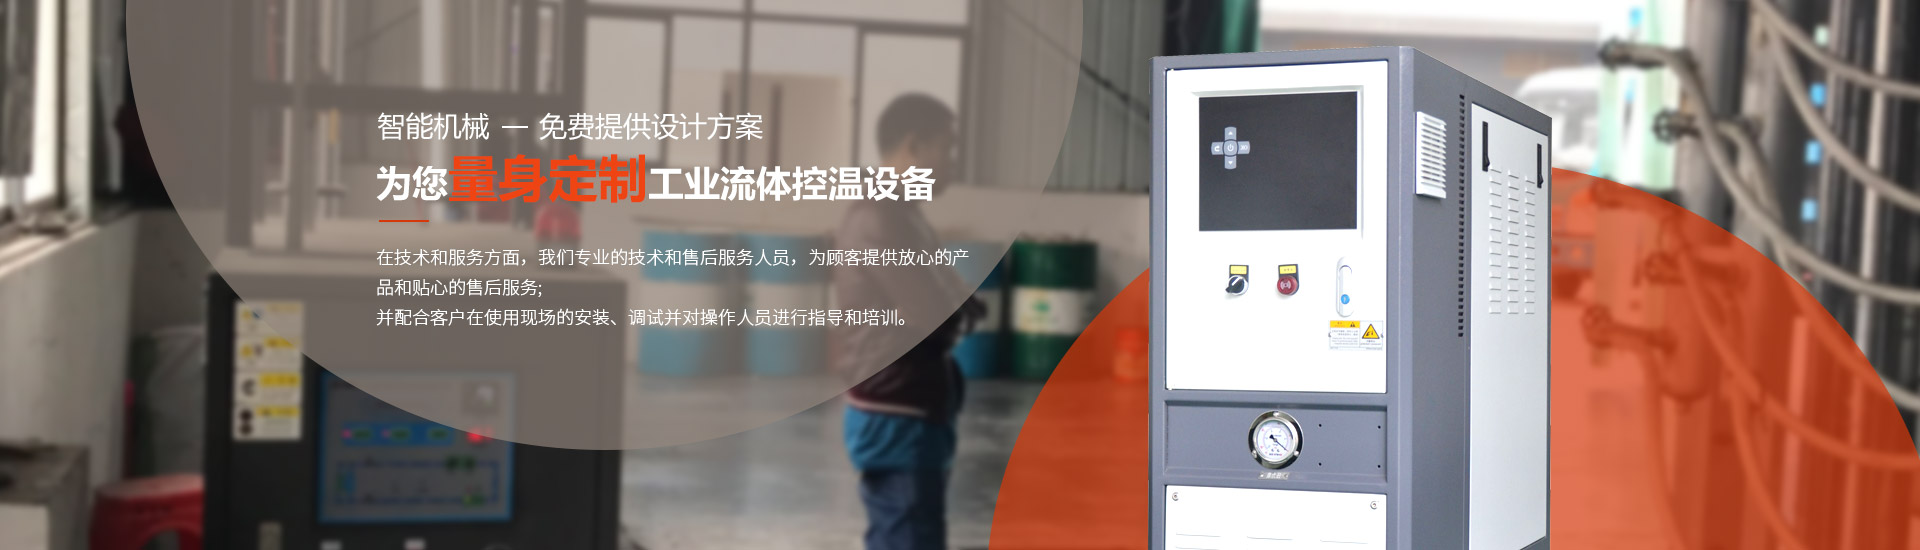 智能机械 — 免费提供设计方案
为您量身定制工业流体控温设备
在技术和服务方面，我们专业的技术和售后服务人员，为顾客提供放心的产
品和贴心的售后服务;
并配合客户在使用现场的安装、调试并对操作人员进行指导和培训。